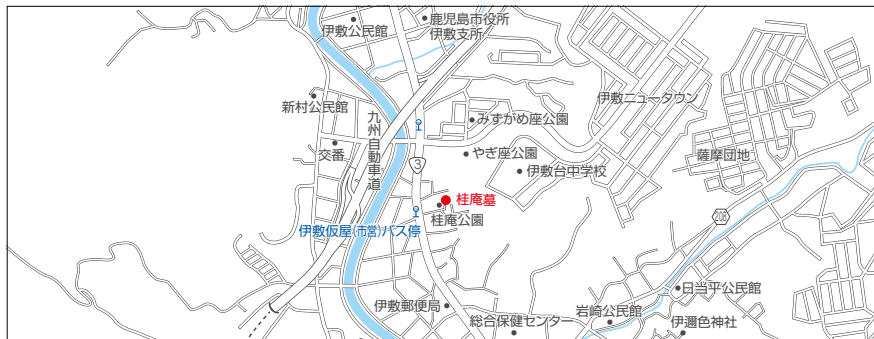 伊敷公民館
鹿児島市役所
伊敷支所
新村公民館
九州自動車道
みずがめ座公園
伊敷ニュータウン
交番
やぎ座公園
薩摩団地
3
伊敷台中学校
桂庵墓
桂庵公園
208
伊敷仮屋(市営)バス停
日当平公民館
伊敷郵便局
岩崎公民館
総合保健センター
伊邇色神社